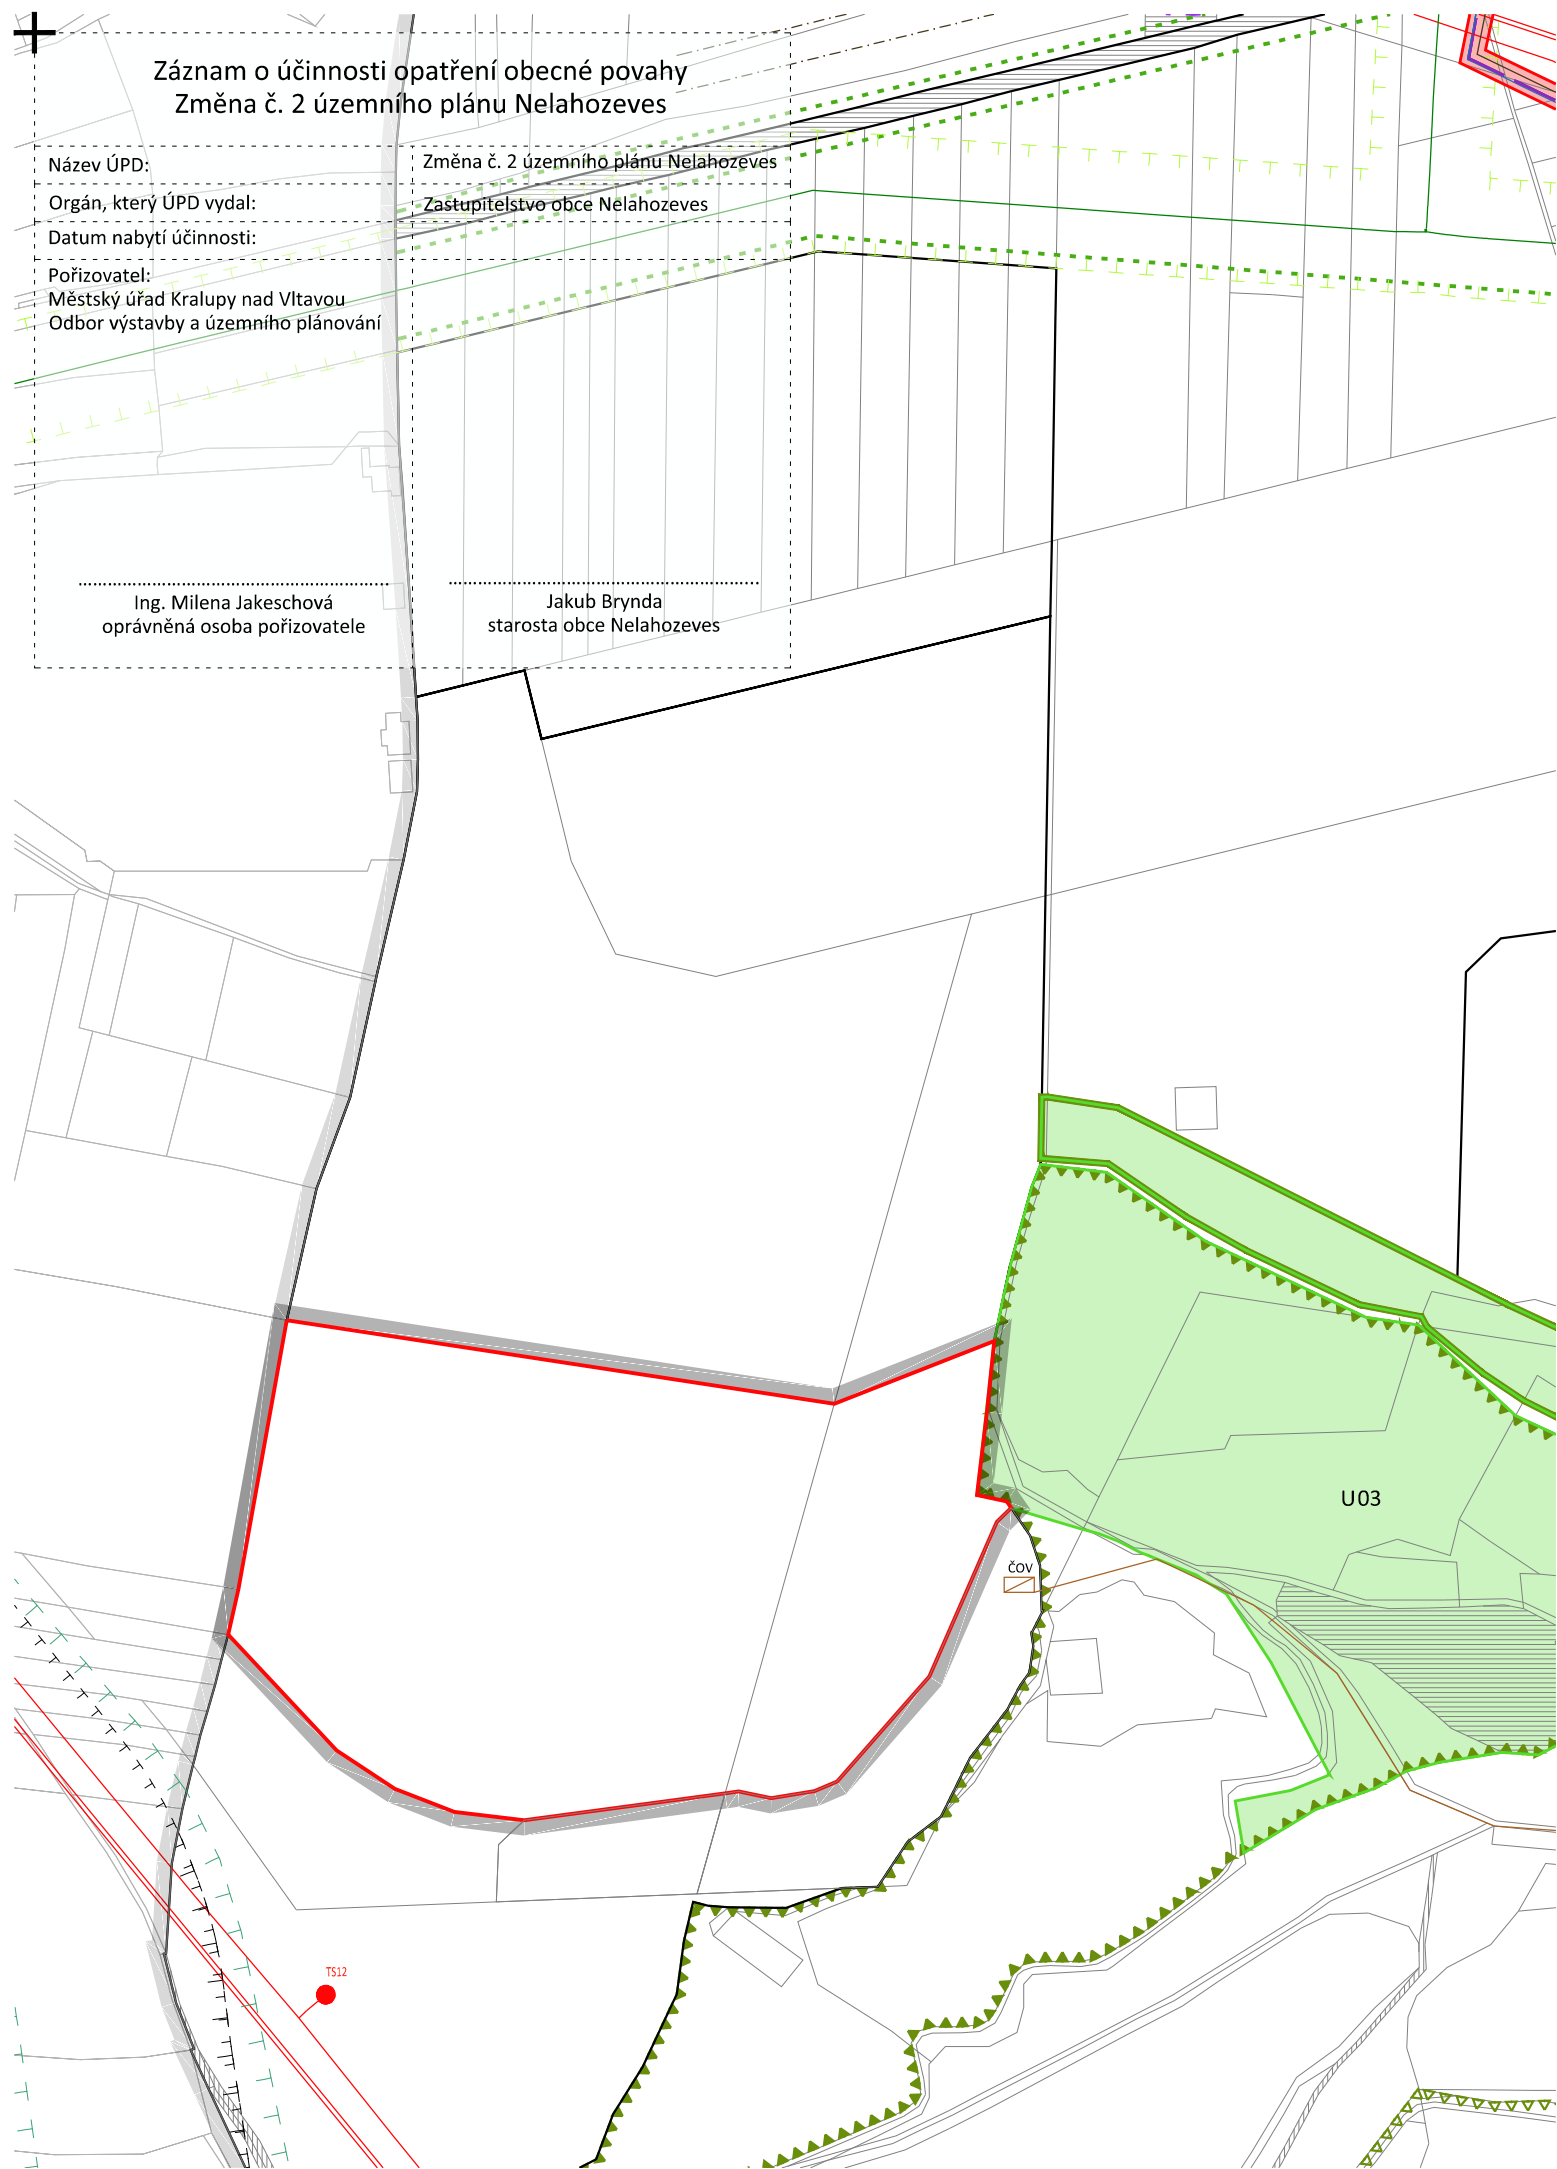 Záznam o účinnosti opatření obecné povahy
Změna č. 2 územního plánu Nelahozeves
Název ÚPD:
Změna č. 2 územního plánu Nelahozeves
Orgán, který ÚPD vydal:
Zastupitelstvo obce Nelahozeves
Datum nabytí účinnosti:
Pořizovatel:
Městský úřad Kralupy nad Vltavou
Odbor výstavby a územního plánování
Ing. Milena Jakeschová
oprávněná osoba pořizovatele
Jakub Brynda
starosta obce Nelahozeves
U03
ČOV
TS12